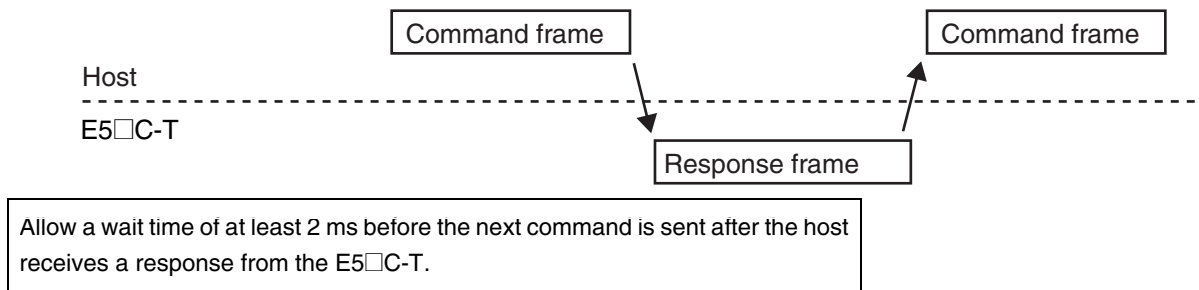 Command frame
Command frame
Host
E5□C-T
Response frame
Allow a wait time of at least 2 ms before the next command is sent after the host
receives a response from the E5□C-T.